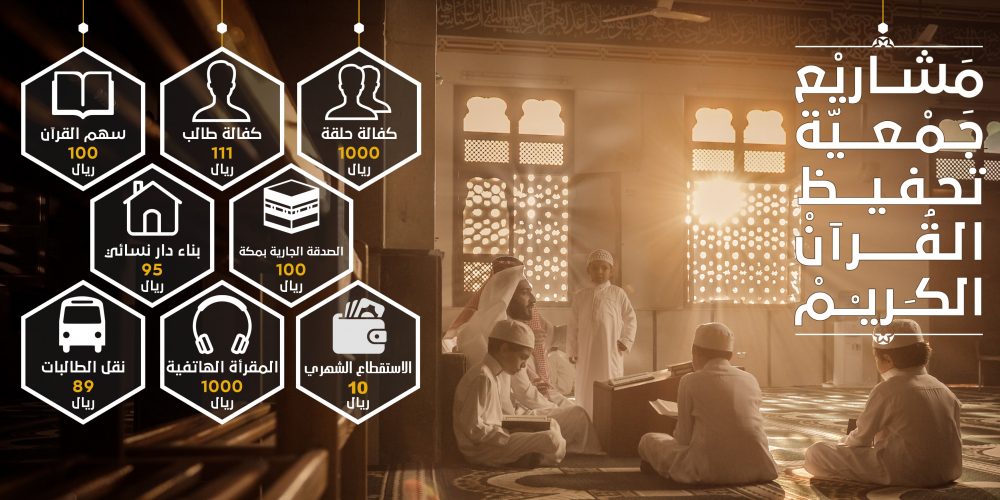 مَشاريْع
جَمْعيّة
تحفيظ
القُرآنْ
الكَريْمْ
كفالة حلقة
1000
ريال
كفالة طالب
111
ريال
سهم القرآن
100
ريال
الصدقة الجارية بمكة
100
ريال
بناء دار نسائي
95
ريال
الاستقطاع الشهري
10
ريال
المقرأة الهاتفية
1000
ريال
نقل الطالبات
89
ريال